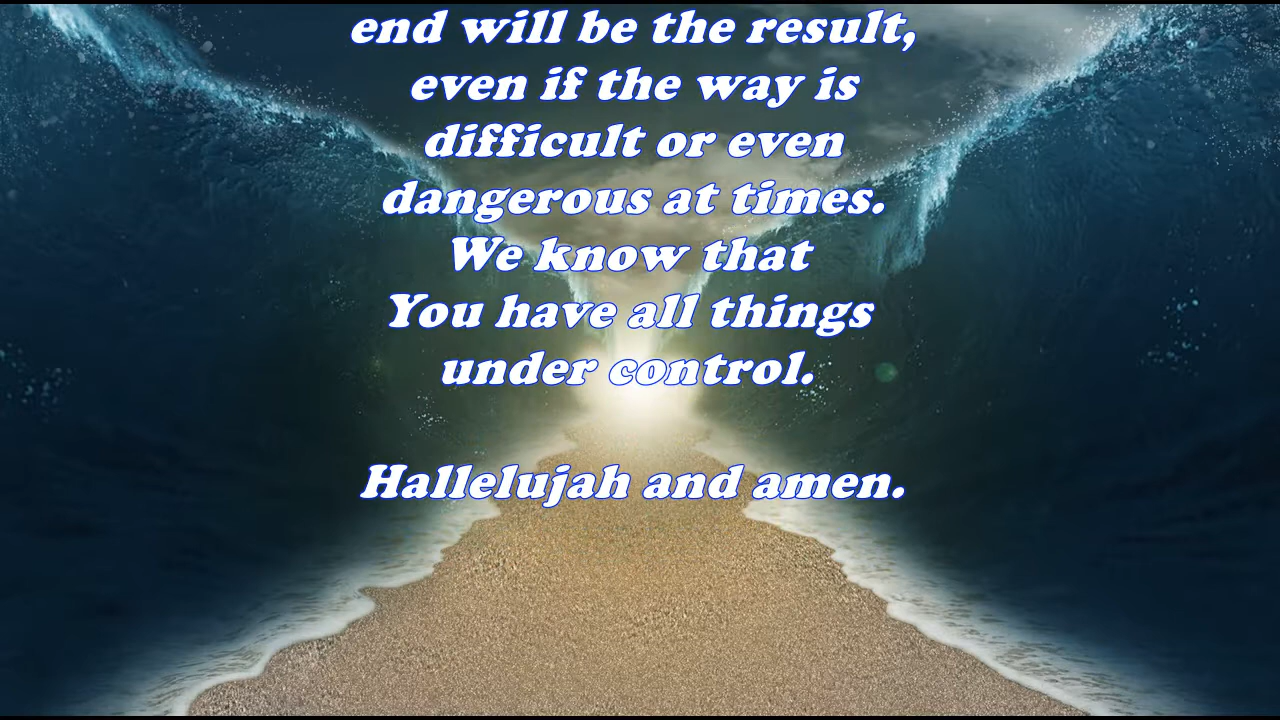 end will be the result,
even if the way is
difficult or even
dangerous at times.
We know that
You have all things
under control.
Hallelujah and amen.